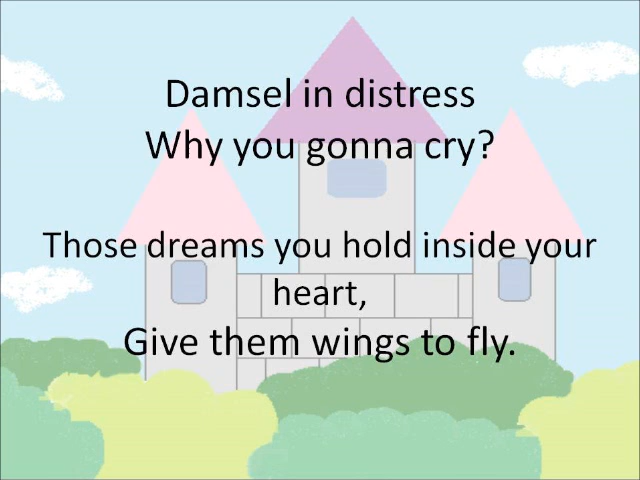 Damsel in distress
Why you gonna cry?
Those dreams you hold inside your
heart,
Give them wings to fly.